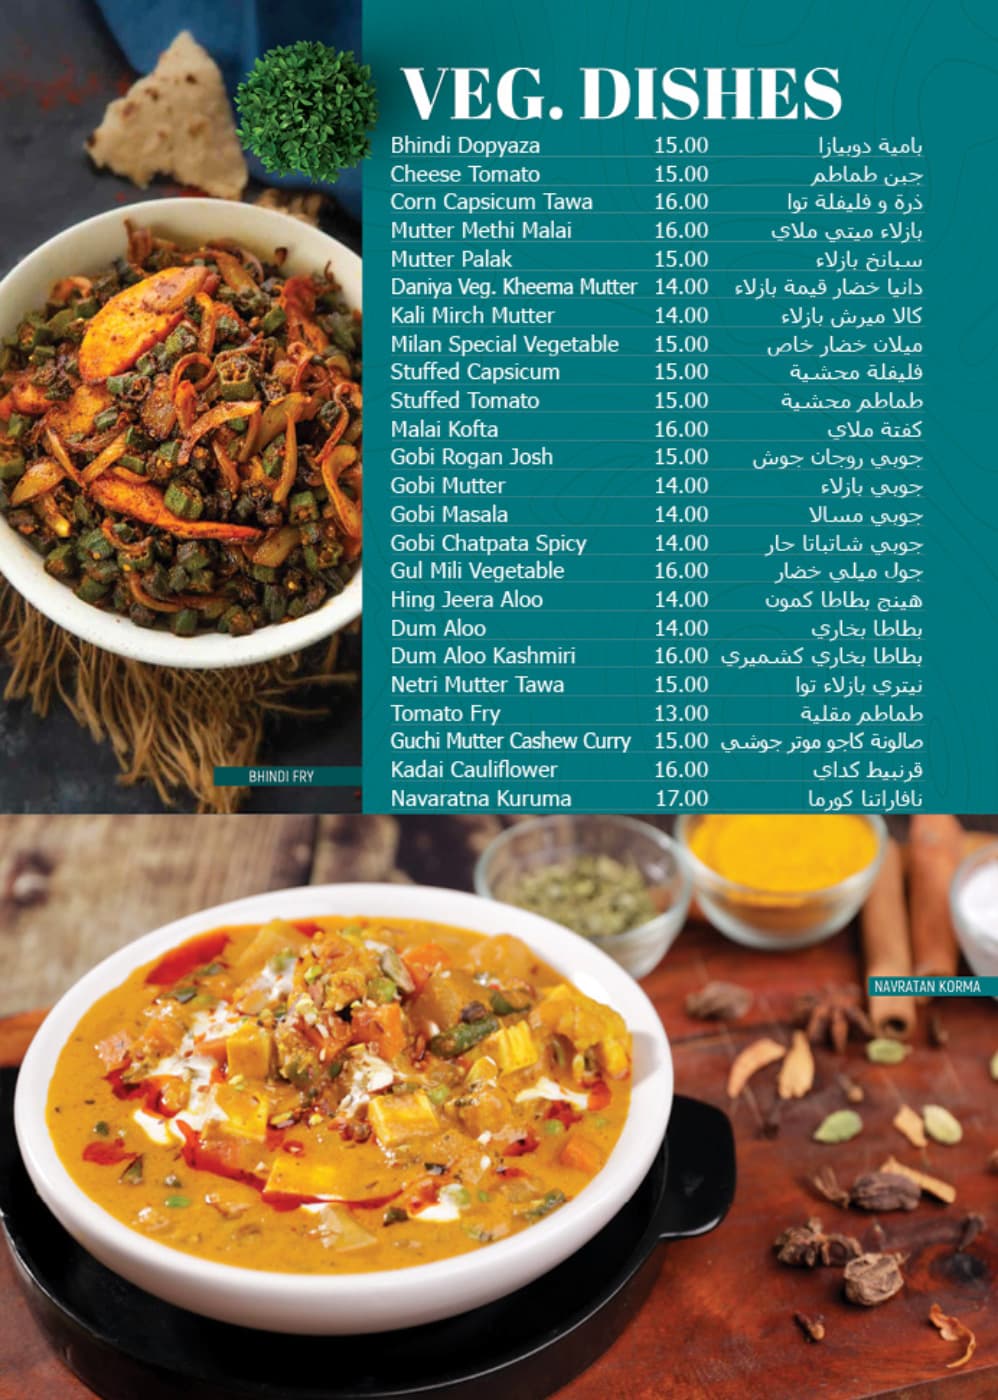 VEG. DISHES
Bhindi Dopyaza 15.00 بامية دوبيازا
Cheese Tomato 15.00 جبن طماطم
Corn Capsicum Tawa 16.00 ذرة و فليفلة توا
Mutter Methi Malai 16.00 بازلاء ميتي ملاي
Mutter Palak 15.00 سبانخ بازلاء
Daniya Veg. Kheema Mutter 14.00 دانيا خضار قيمة بازلاء
Kali Mirch Mutter 14.00 كالا ميرش بازلاء
Milan Special Vegetable 15.00 ميلان خضار خاص
Stuffed Capsicum 15.00 فليفلة محشية
Stuffed Tomato 15.00 طماطم محشية
Malai Kofta 16.00 كفتة ملاي
Gobi Rogan Josh 15.00 جوبي روجان جوش
Gobi Mutter 14.00 جوبي بازلاء
Gobi Masala 14.00 جوبي مسالا
Gobi Chatpata Spicy 14.00 جوبي شاتباتا حار
Gul Mili Vegetable 16.00 جول ميلي خضار
Hing Jeera Aloo 14.00 هينج بطاطا كمون
Dum Aloo 14.00 بطاطا بخاري
Dum Aloo Kashmiri 16.00 بطاطا بخاري كشميري
Netri Mutter Tawa 15.00 نيتري بازلاء توا
Tomato Fry 13.00 طماطم مقلية
Guchi Mutter Cashew Curry 15.00 صالونة كاجو موتر جوشي
Kadai Cauliflower 16.00 قرنبيط كداي
Navaratna Kuruma 17.00 نافاراتنا كورما
BHINDI FRY
NAVRATAN KORMA